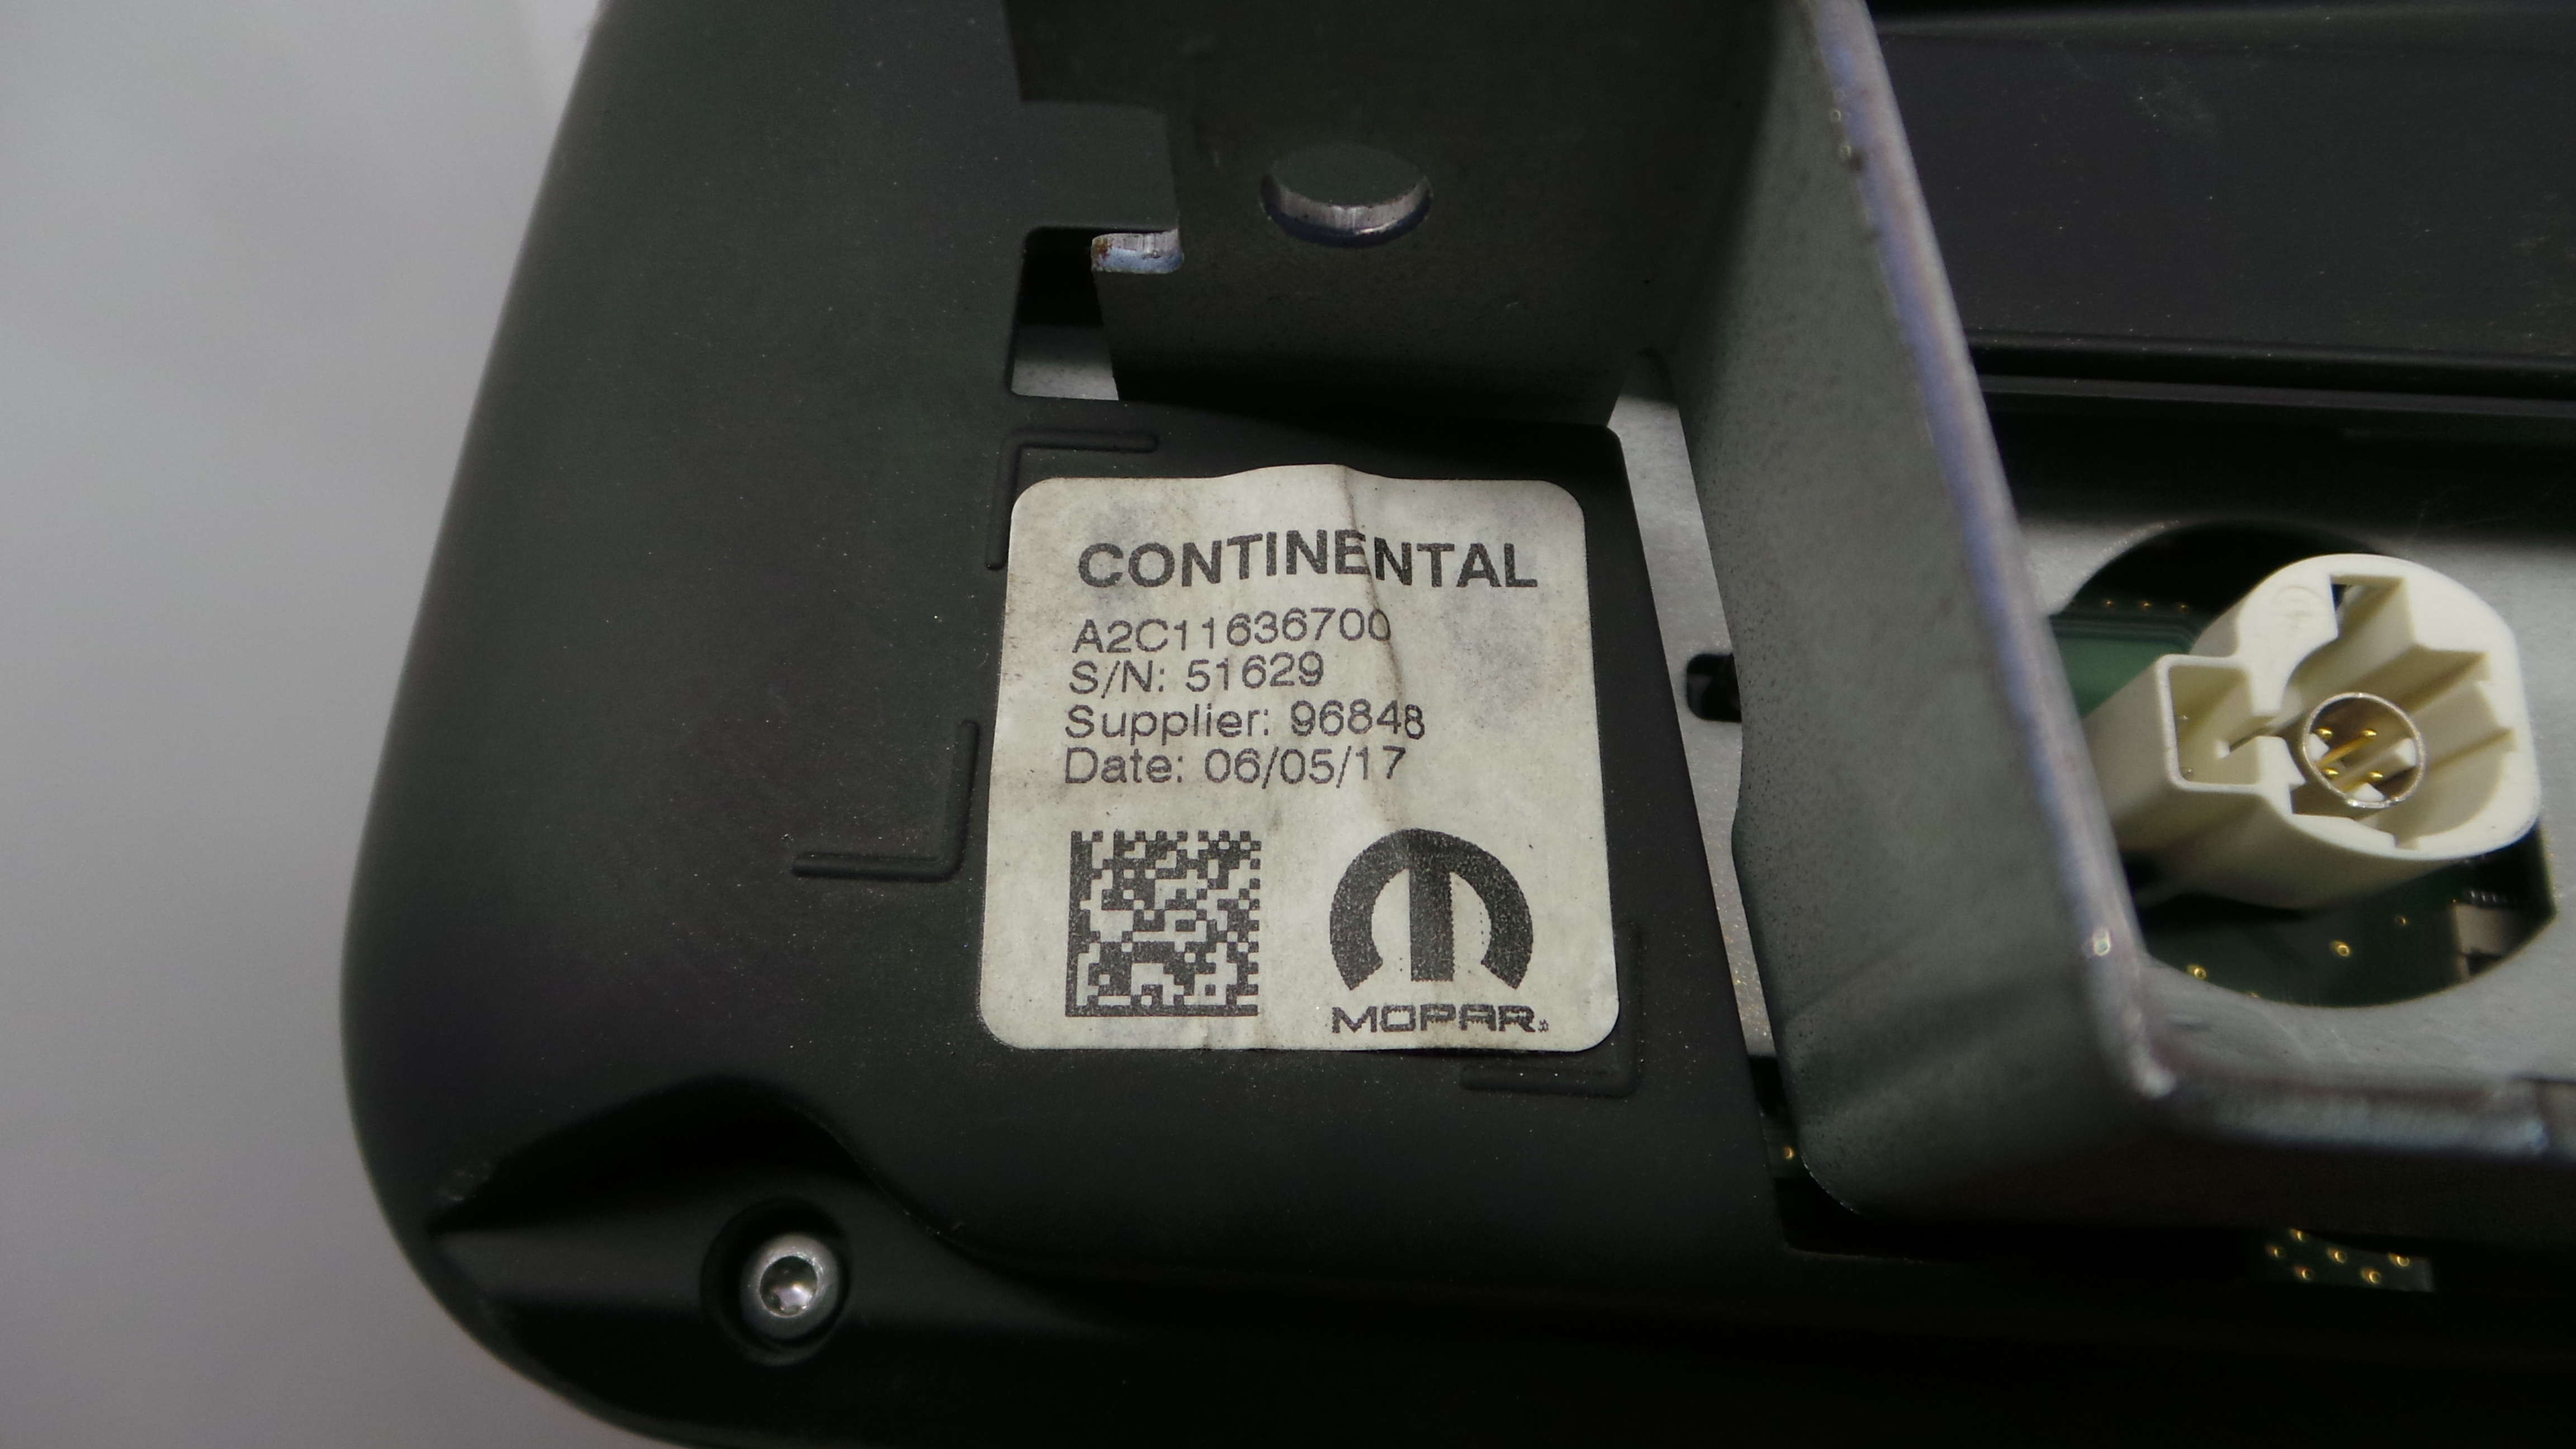 CONTINENTAL
A2C11636700
S/N: 51629
Supplier: 96848
Date: 06/05/17
MOPAR